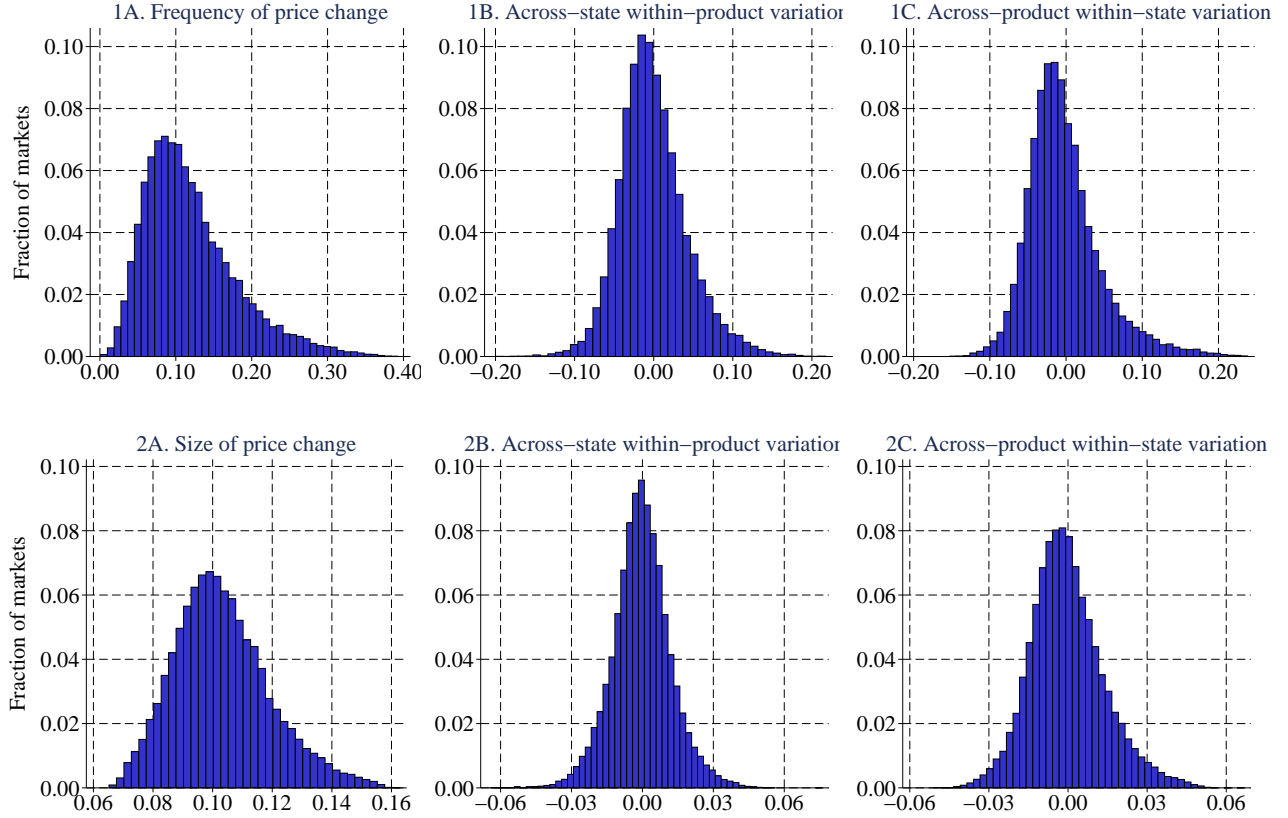 1A. Frequency of price change
1B. Across−state within−product variation
1C. Across−product within−state variation
Fraction of markets
0.10
0.08
0.06
0.04
0.02
0.00
0.00 0.10 0.20 0.30 0.40
0.10
0.08
0.06
0.04
0.02
0.00
−0.20 −0.10 0.00 0.10 0.20
0.10
0.08
0.06
0.04
0.02
0.00
−0.20 −0.10 0.00 0.10 0.20
2A. Size of price change
2B. Across−state within−product variation
2C. Across−product within−state variation
Fraction of markets
0.10
0.08
0.06
0.04
0.02
0.00
0.06 0.08 0.10 0.12 0.14 0.16
0.10
0.08
0.06
0.04
0.02
0.00
−0.06 −0.03 0.00 0.03 0.06
0.10
0.08
0.06
0.04
0.02
0.00
−0.06 −0.03 0.00 0.03 0.06